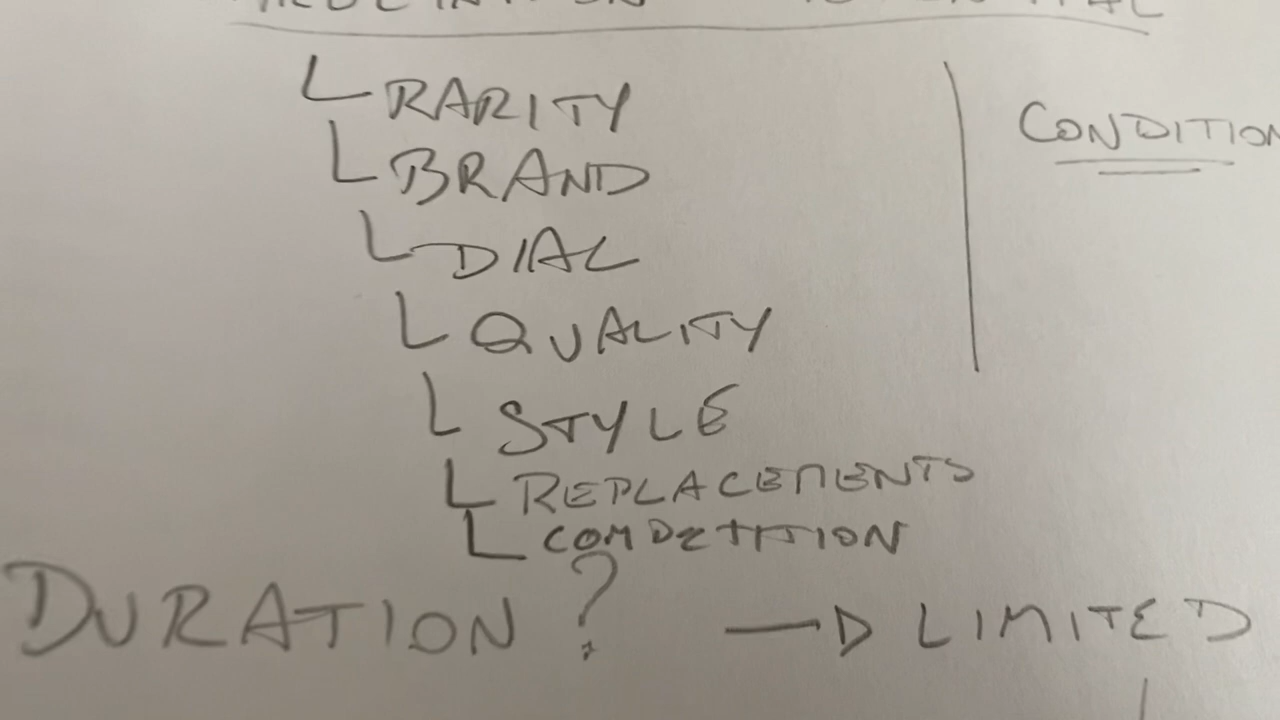 RARITY
BRAND
CONDITION
DIAL
QUALITY
STYLE
REPLACEMENTS
COMPETITION
DURATION? → LIMITED